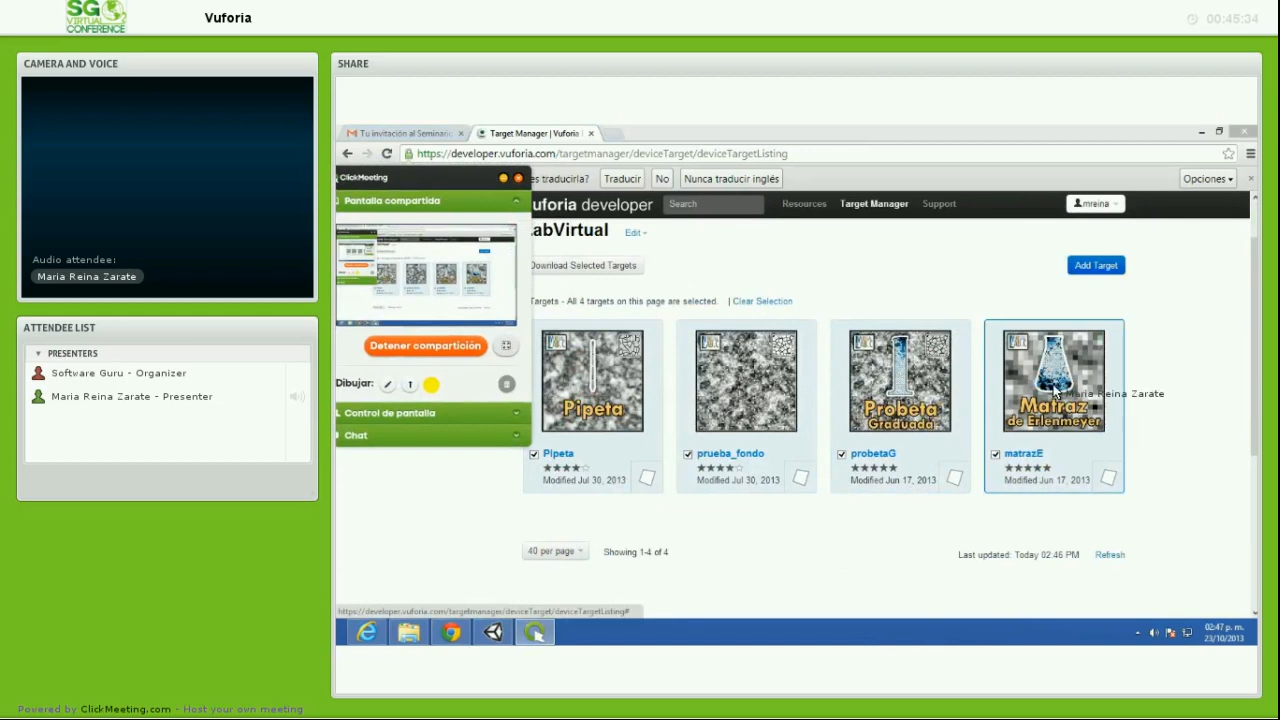 SG
VIRTUAL
CONFERENCE
Vuforia
00:45:34
CAMERA AND VOICE
Audio attendee:
Maria Reina Zarate
ATTENDEE LIST
PRESENTERS
Software Guru - Organizer
Maria Reina Zarate - Presenter
SHARE
Tu invitación al Seminario
Target Manager | Vuforia
https://developer.vuforia.com/targetmanager/deviceTarget/deviceTargetListing
es traducirla?
Traducir
No
Nunca traducir inglés
Opciones
ClickMeeting
Pantalla compartida
Detener compartición
Dibujar:
Control de pantalla
Chat
uforia developer
Search
Resources
Target Manager
Support
mreina
LabVirtual
Edit
Download Selected Targets
Add Target
Targets - All 4 targets on this page are selected. | Clear Selection
Pipeta
Probeta
Graduada
Matraz
de Erlenmeyer
Maria Reina Zarate
Pipeta
Modified Jul 30, 2013
prueba_fondo
Modified Jul 30, 2013
probetaG
Modified Jun 17, 2013
matrazE
Modified Jun 17, 2013
40 per page
Showing 1-4 of 4
Last updated: Today 02:46 PM
Refresh
https://developer.vuforia.com/targetmanager/deviceTarget/deviceTargetListing#
02:47 p. m.
23/10/2013
Powered by ClickMeeting.com - Host your own meeting